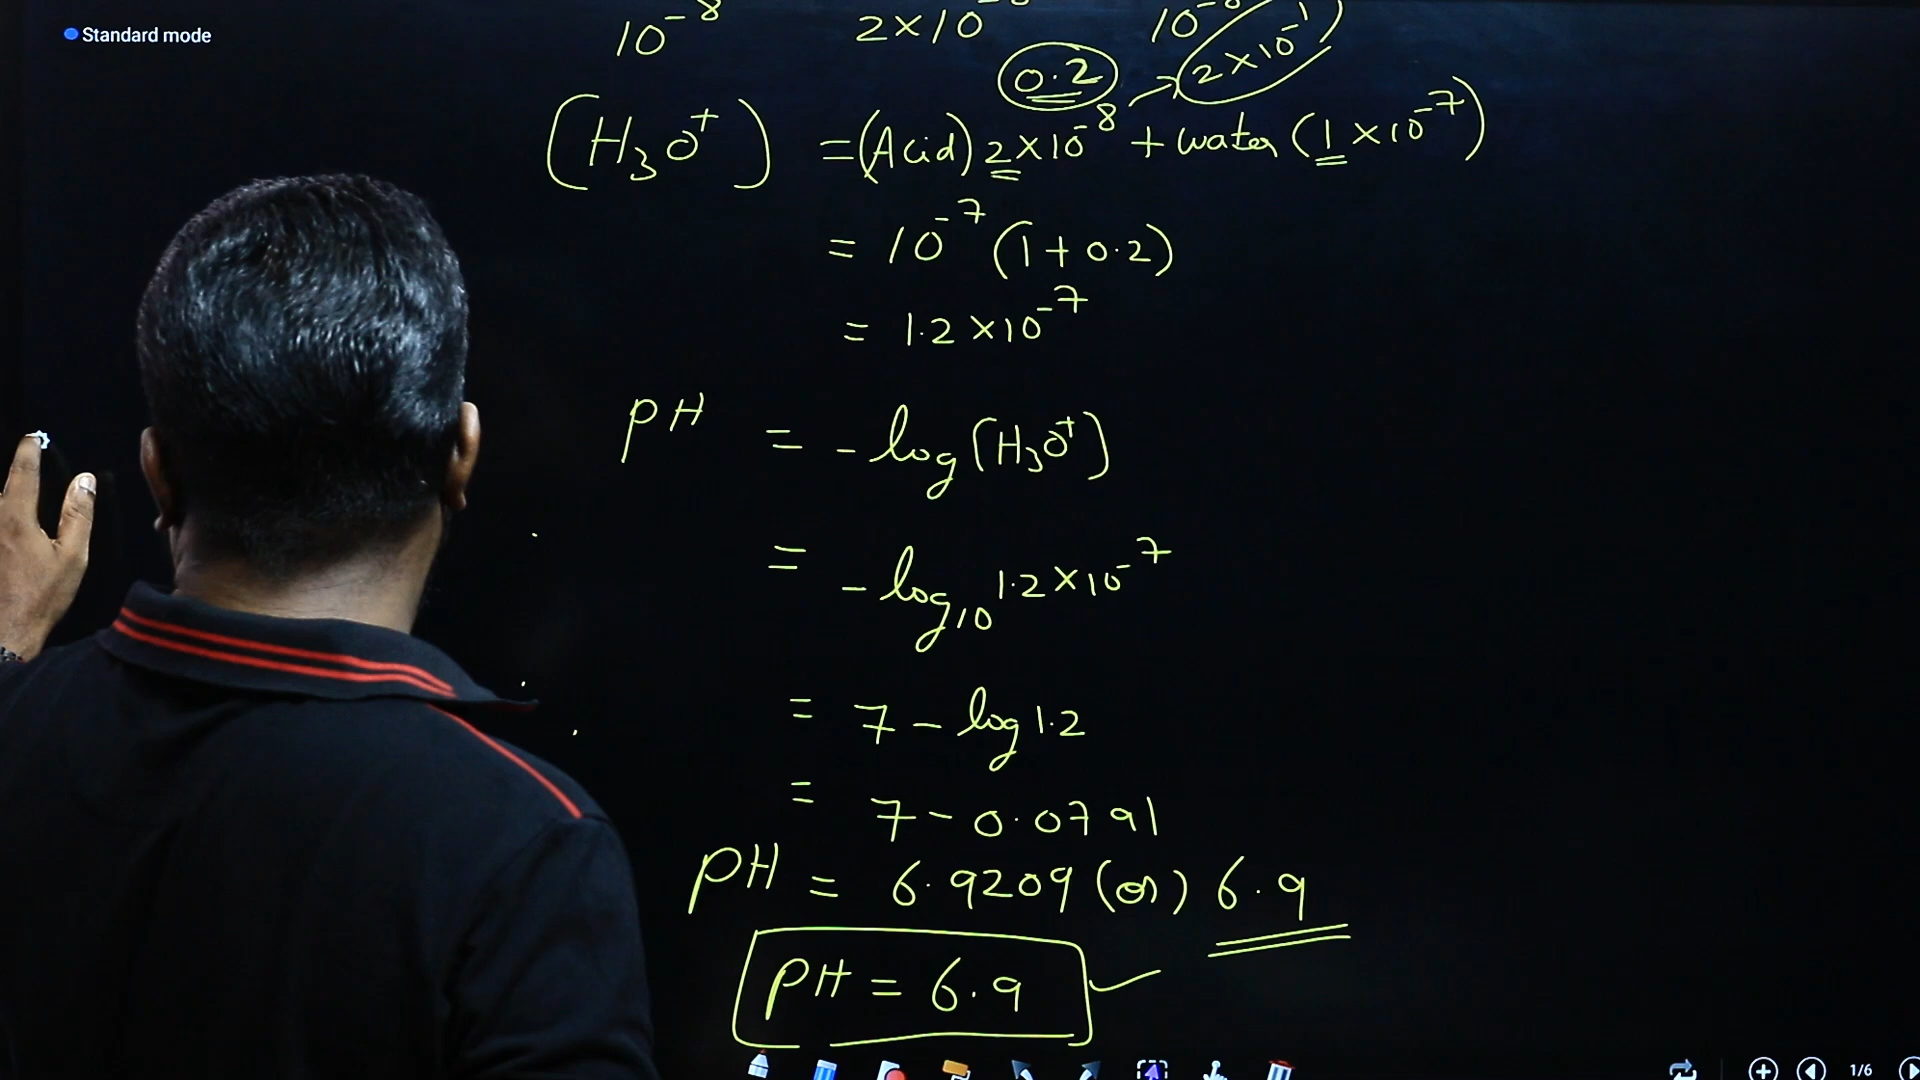 Standard mode
10⁻⁸ 2×10 10⁻⁸
0.2 2×10⁻¹
[H₃O⁺] = (Acid) 2×10⁻⁸ + water (1×10⁻⁷)
= 10⁻⁷ (1+0.2)
= 1.2×10⁻⁷
pH = -log [H₃O⁺]
= -log₁₀ 1.2×10⁻⁷
= 7 - log 1.2
= 7 - 0.0791
pH = 6.9209 (or) 6.9
pH = 6.9
1/6